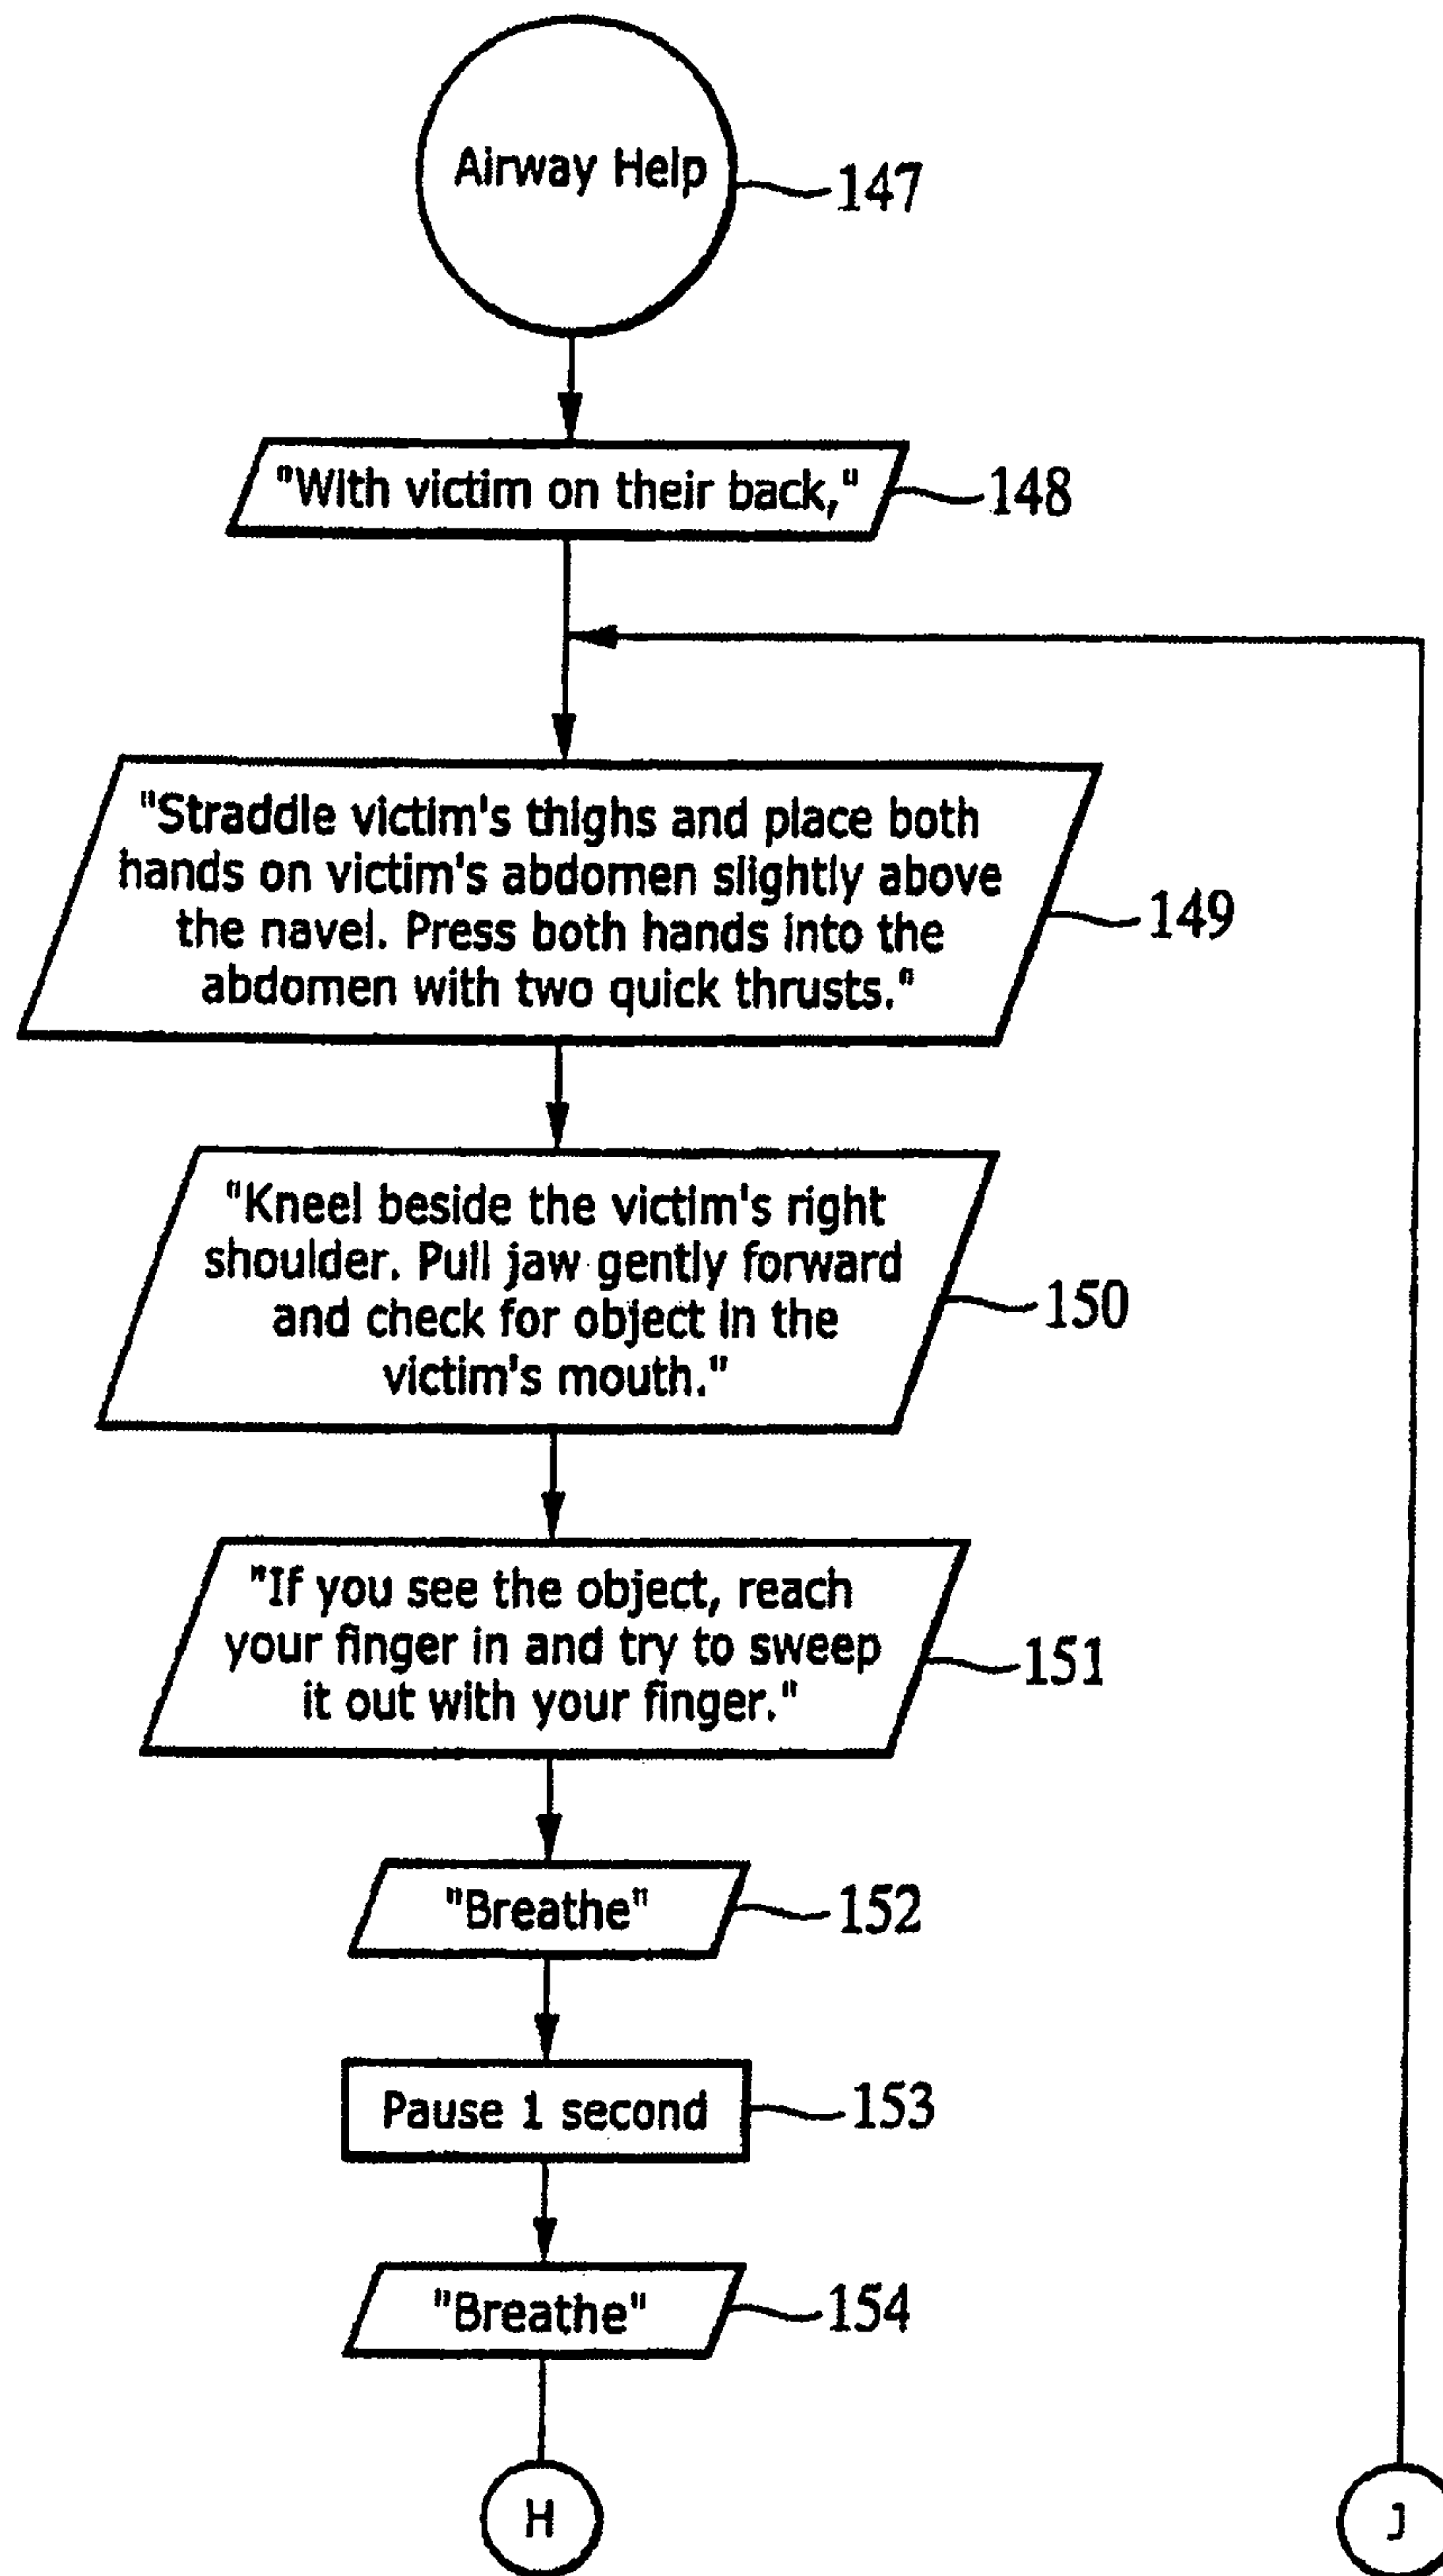 Airway Help
147
"With victim on their back,"
148
"Straddle victim's thighs and place both
hands on victim's abdomen slightly above
the navel. Press both hands into the
abdomen with two quick thrusts."
149
"Kneel beside the victim's right
shoulder. Pull jaw gently forward
and check for object in the
victim's mouth."
150
"If you see the object, reach
your finger in and try to sweep
it out with your finger."
151
"Breathe"
152
Pause 1 second
153
"Breathe"
154
H
J